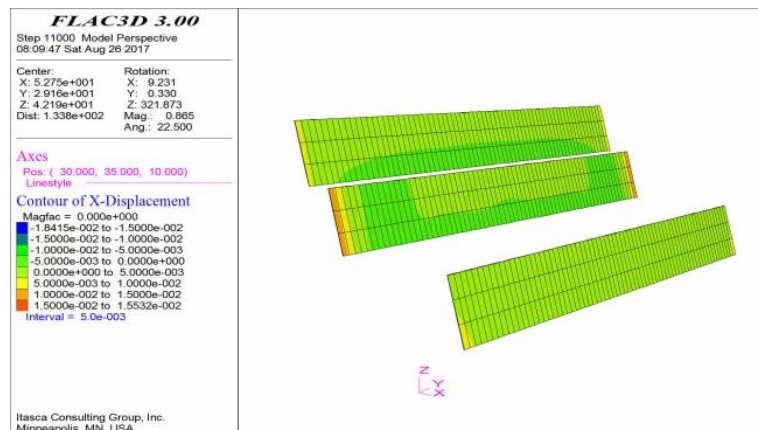 FLAC3D 3.00
Step 11000 Model Perspective
08:09:47 Sat Aug 26 2017
Center: Rotation:
X: 5.275e+001 X: 9.231
Y: 2.916e+001 Y: 0.330
Z: 4.219e+001 Z: 321.873
Dist: 1.338e+002 Mag.: 0.865
Ang.: 22.500
Axes
Pos: ( 30.000, 35.000, 10.000)
Linestyle
Contour of X-Displacement
Magfac = 0.000e+000
-1.8415e-002 to -1.5000e-002
-1.5000e-002 to -1.0000e-002
-1.0000e-002 to -5.0000e-003
-5.0000e-003 to 0.0000e+000
0.0000e+000 to 5.0000e-003
5.0000e-003 to 1.0000e-002
1.0000e-002 to 1.5000e-002
1.5000e-002 to 1.5532e-002
Interval = 5.0e-003
Z
Y
X
Itasca Consulting Group, Inc.
Minneapolis, MN USA